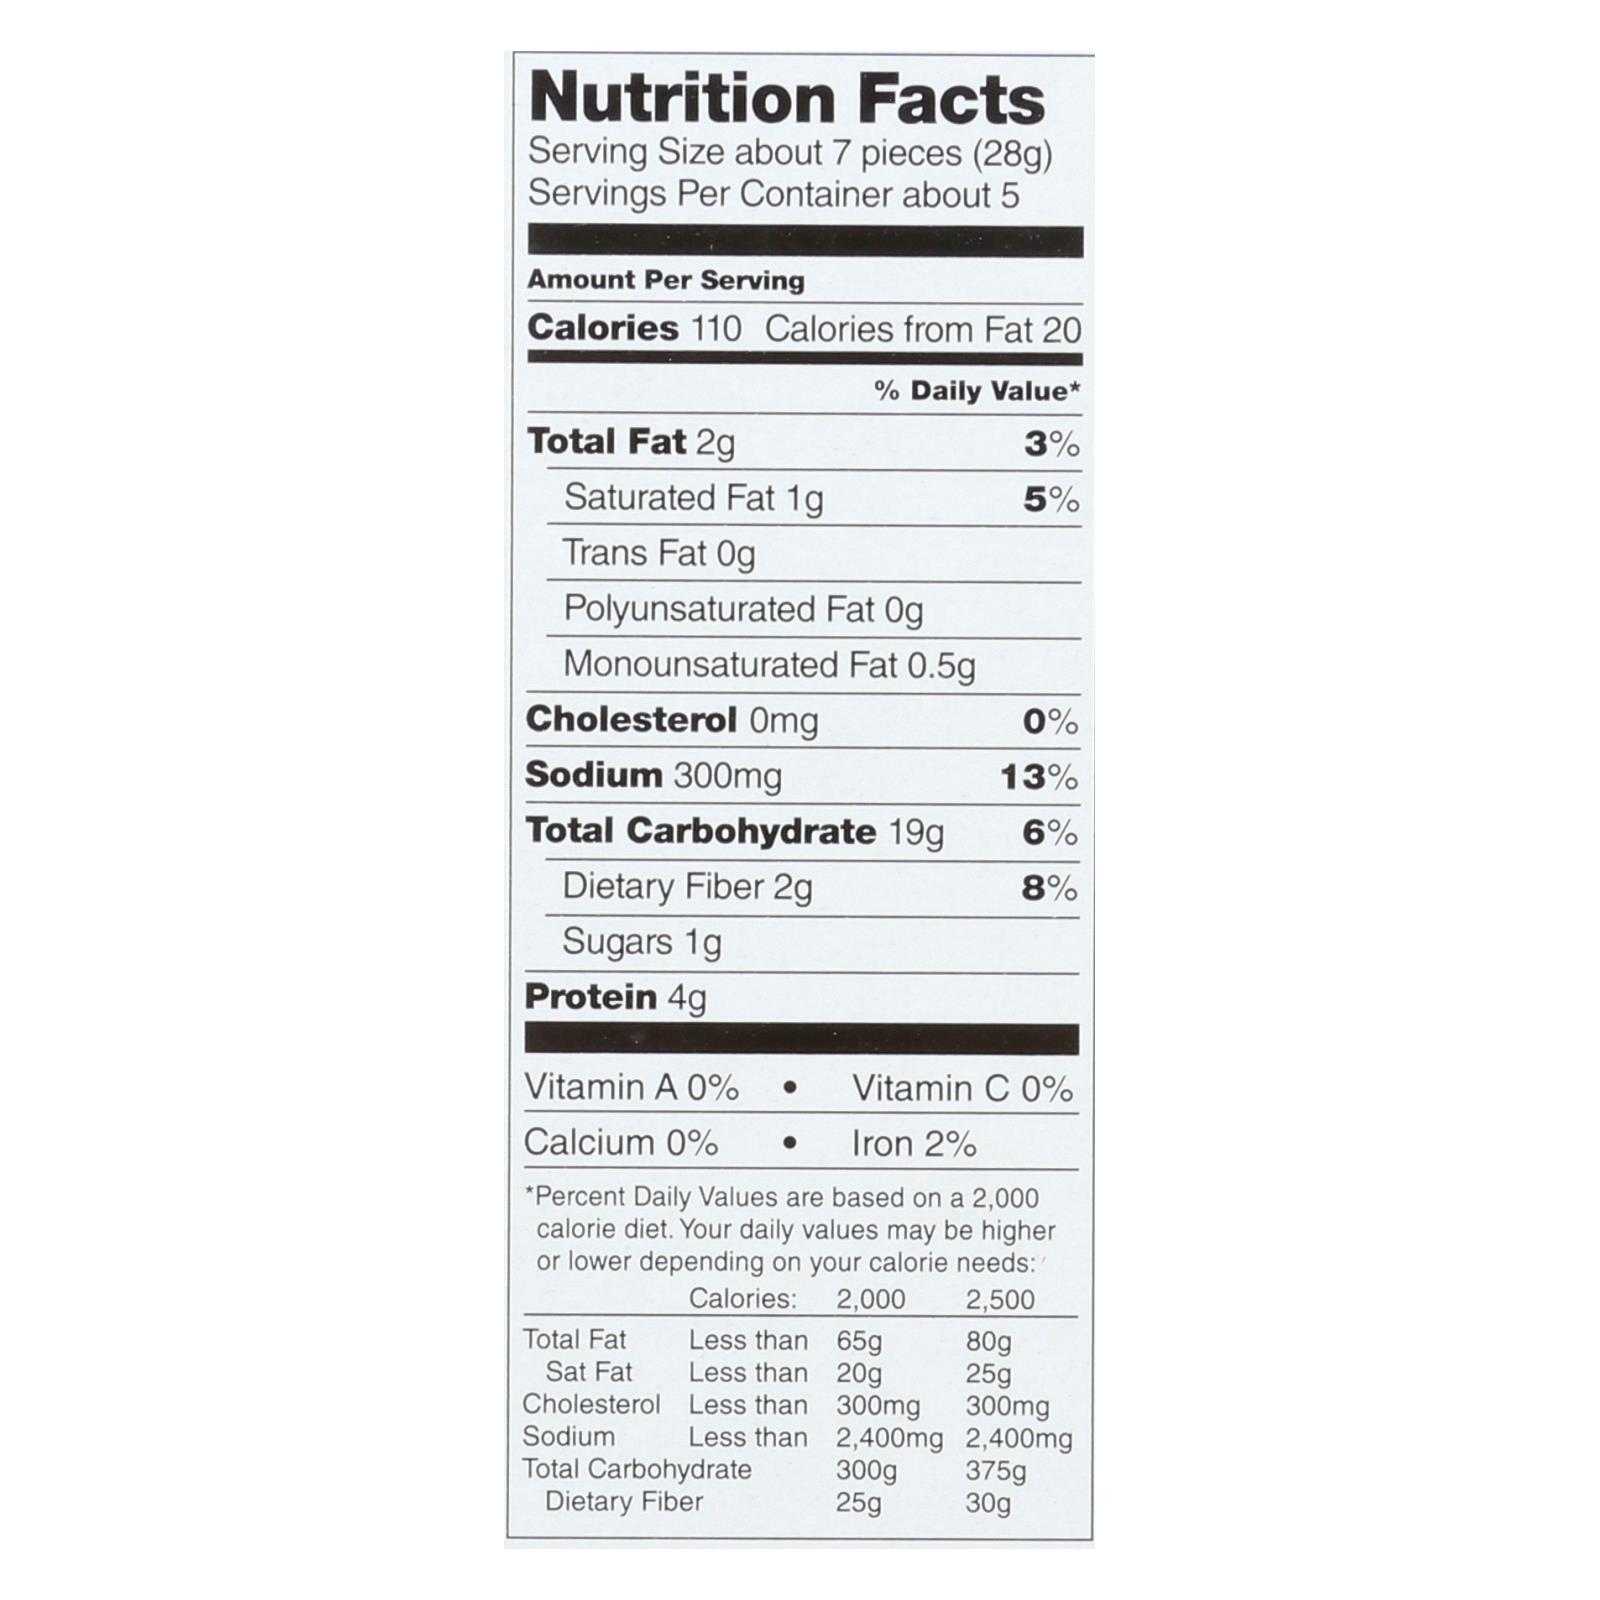 Nutrition Facts
Serving Size about 7 pieces (28g)
Servings Per Container about 5
Amount Per Serving
Calories 110 Calories from Fat 20
% Daily Value*
Total Fat 2g 3%
Saturated Fat 1g 5%
Trans Fat 0g
Polyunsaturated Fat 0g
Monounsaturated Fat 0.5g
Cholesterol 0mg 0%
Sodium 300mg 13%
Total Carbohydrate 19g 6%
Dietary Fiber 2g 8%
Sugars 1g
Protein 4g
Vitamin A 0% • Vitamin C 0%
Calcium 0% • Iron 2%
*Percent Daily Values are based on a 2,000
calorie diet. Your daily values may be higher
or lower depending on your calorie needs:
Calories: 2,000 2,500
Total Fat Less than 65g 80g
Sat Fat Less than 20g 25g
Cholesterol Less than 300mg 300mg
Sodium Less than 2,400mg 2,400mg
Total Carbohydrate 300g 375g
Dietary Fiber 25g 30g